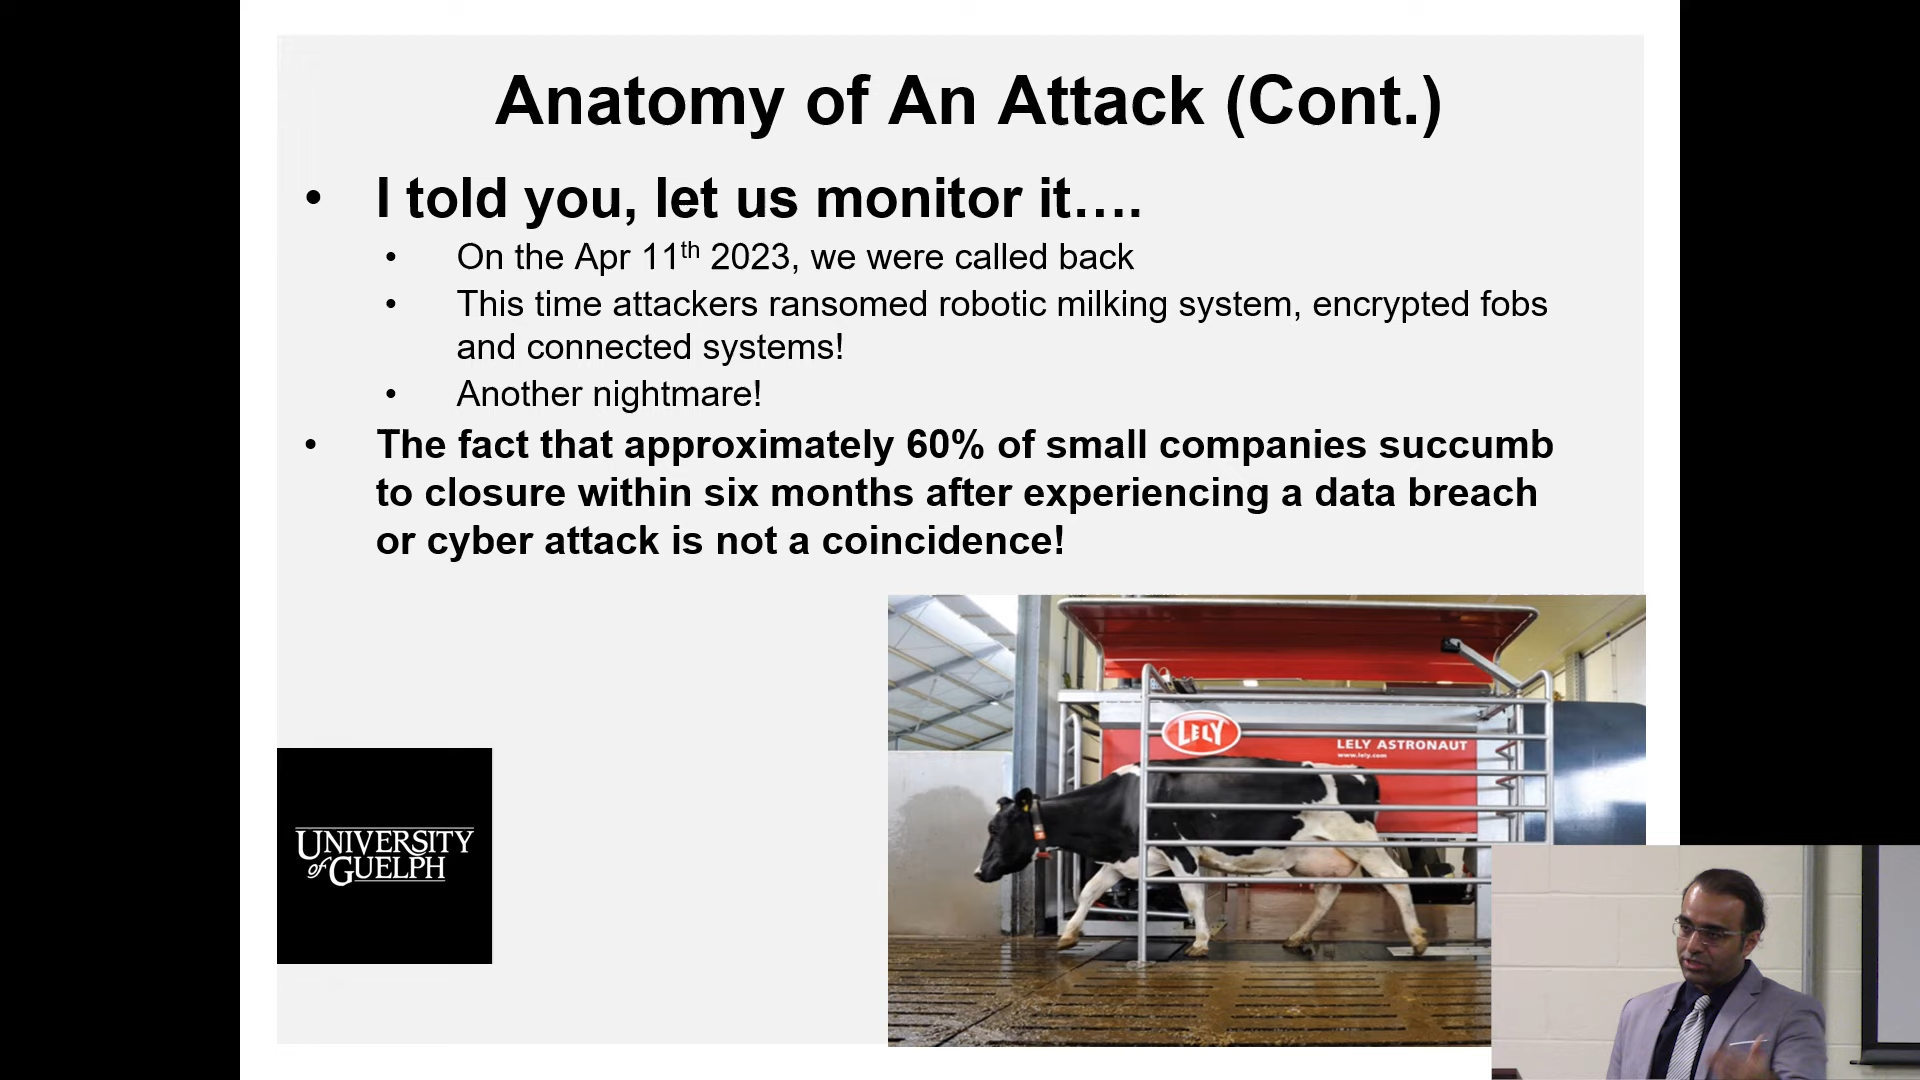 Anatomy of An Attack (Cont.)
• I told you, let us monitor it….
• On the Apr 11th 2023, we were called back
• This time attackers ransomed robotic milking system, encrypted fobs
and connected systems!
• Another nightmare!
• The fact that approximately 60% of small companies succumb
to closure within six months after experiencing a data breach
or cyber attack is not a coincidence!
LELY
LELY ASTRONAUT
www.lely.com
UNIVERSITY
of GUELPH